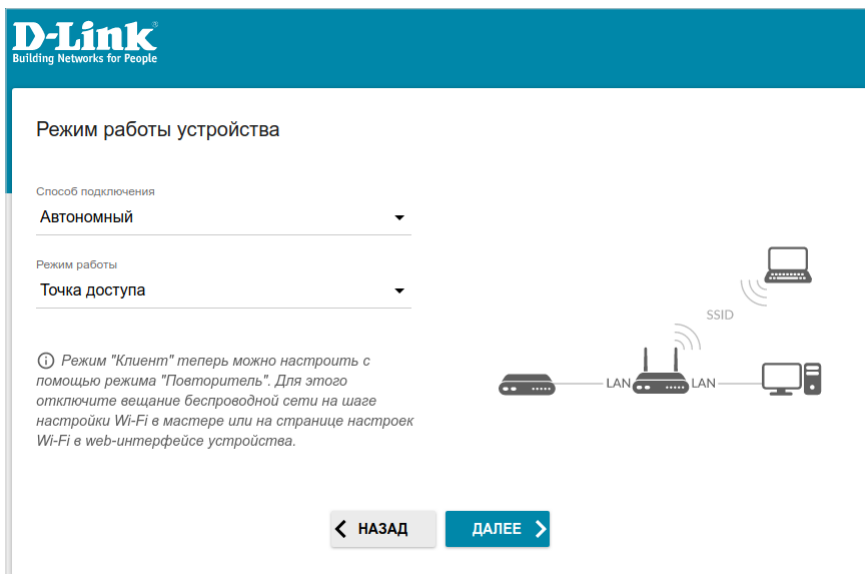 D-Link
Building Networks for People
Режим работы устройства
Способ подключения
Автономный
Режим работы
Точка доступа
Режим "Клиент" теперь можно настроить с
помощью режима "Повторитель". Для этого
отключите вещание беспроводной сети на шаге
настройки Wi-Fi в мастере или на странице настроек
Wi-Fi в web-интерфейсе устройства.
SSID
LAN
LAN
НАЗАД
ДАЛЕЕ